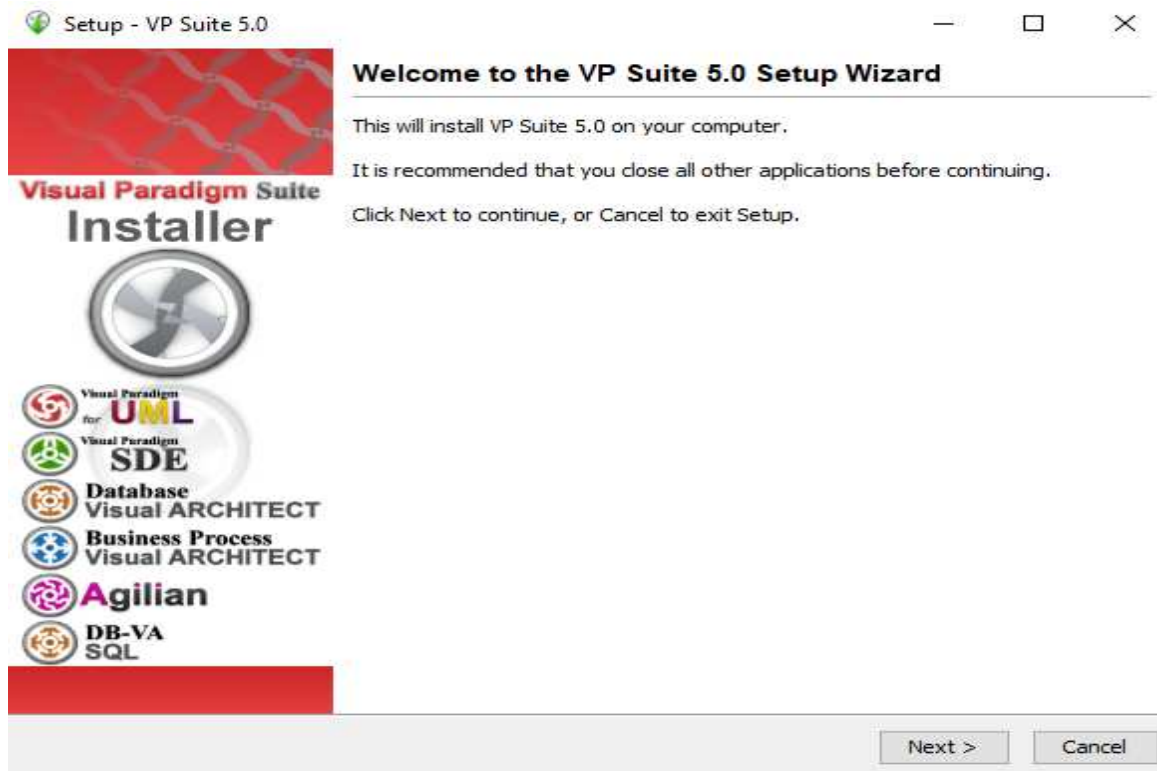 Setup - VP Suite 5.0
Visual Paradigm Suite
Installer
Visual Paradigm
for UML
Visual Paradigm
SDE
Database
Visual ARCHITECT
Business Process
Visual ARCHITECT
Agilian
DB-VA
SQL
Welcome to the VP Suite 5.0 Setup Wizard
This will install VP Suite 5.0 on your computer.
It is recommended that you close all other applications before continuing.
Click Next to continue, or Cancel to exit Setup.
Next >
Cancel